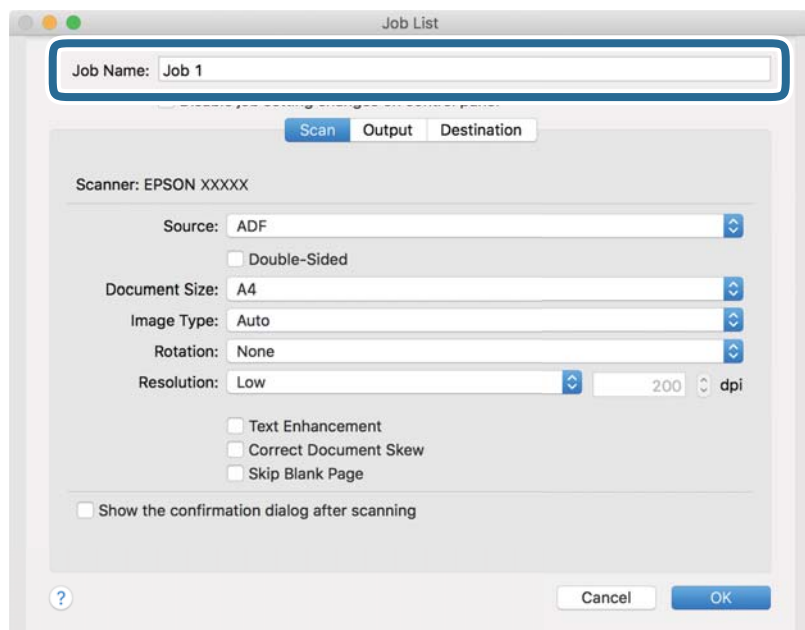 Job List
Job Name: Job 1
Scan Output Destination
Scanner: EPSON XXXXX
Source: ADF
Double-Sided
Document Size: A4
Image Type: Auto
Rotation: None
Resolution: Low 200 dpi
Text Enhancement
Correct Document Skew
Skip Blank Page
Show the confirmation dialog after scanning
? Cancel OK